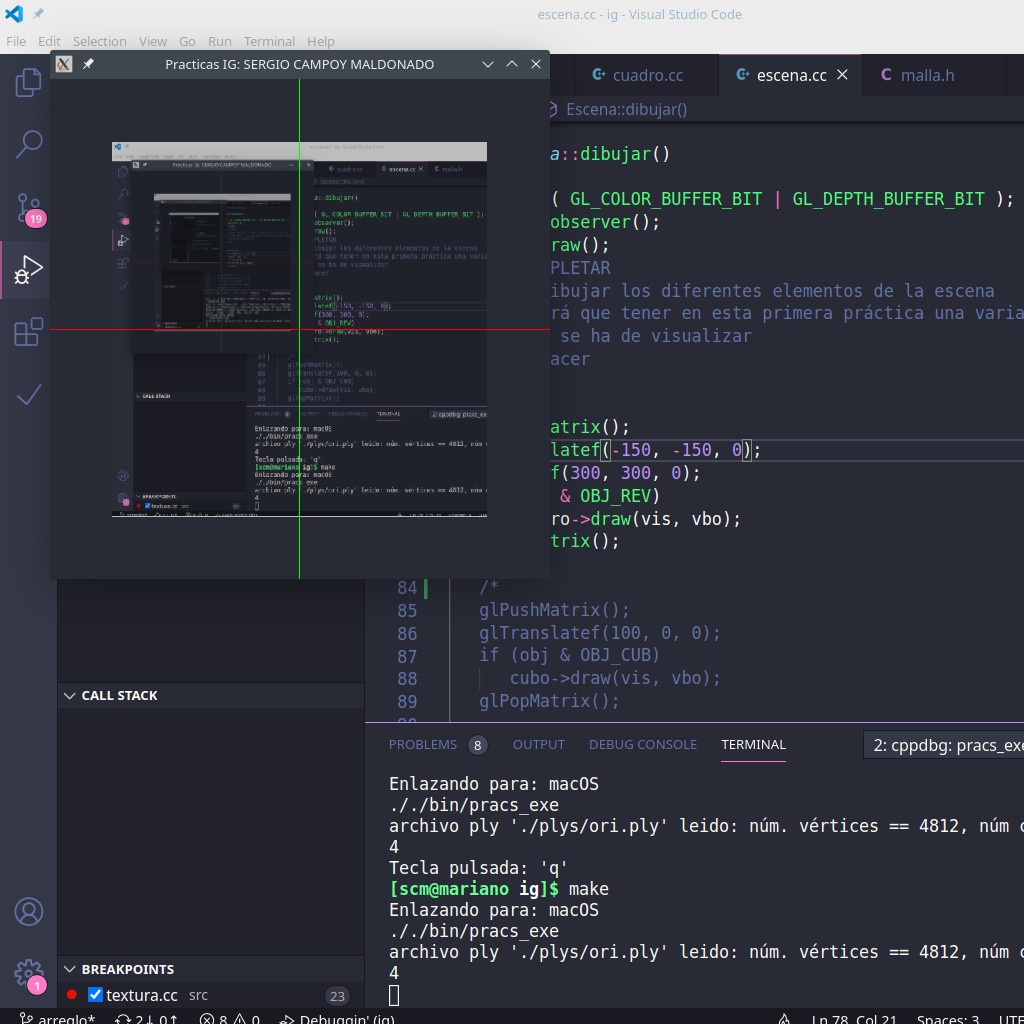 escena.cc - ig - Visual Studio Code
File Edit Selection View Go Run Terminal Help
Practicas IG: SERGIO CAMPOY MALDONADO
cuadro.cc
escena.cc
malla.h
Escena::dibujar()
a::dibujar()
( GL_COLOR_BUFFER_BIT | GL_DEPTH_BUFFER_BIT );
observer();
raw();
PLETAR
ibujar los diferentes elementos de la escena
rá que tener en esta primera práctica una varia
se ha de visualizar
acer
atrix();
latef(-150, -150, 0);
f(300, 300, 0);
& OBJ_REV)
ro->draw(vis, vbo);
trix();
84 /*
85 glPushMatrix();
86 glTranslatef(100, 0, 0);
87 if (obj & OBJ_CUB)
88 cubo->draw(vis, vbo);
89 glPopMatrix();
19
CALL STACK
PROBLEMS 8 OUTPUT DEBUG CONSOLE TERMINAL 2: cppdbg: pracs_exe
Enlazando para: macOS
././bin/pracs_exe
archivo ply './plys/ori.ply' leido: núm. vértices == 4812, núm
4
Tecla pulsada: 'q'
[scm@mariano ig]$ make
Enlazando para: macOS
././bin/pracs_exe
archivo ply './plys/ori.ply' leido: núm. vértices == 4812, núm
4
BREAKPOINTS
textura.cc src 23
1
arreglo* 2↓ 0↑ 8 0 Debuggin' (ig) Ln 78, Col 21 Spaces: 3 UTF